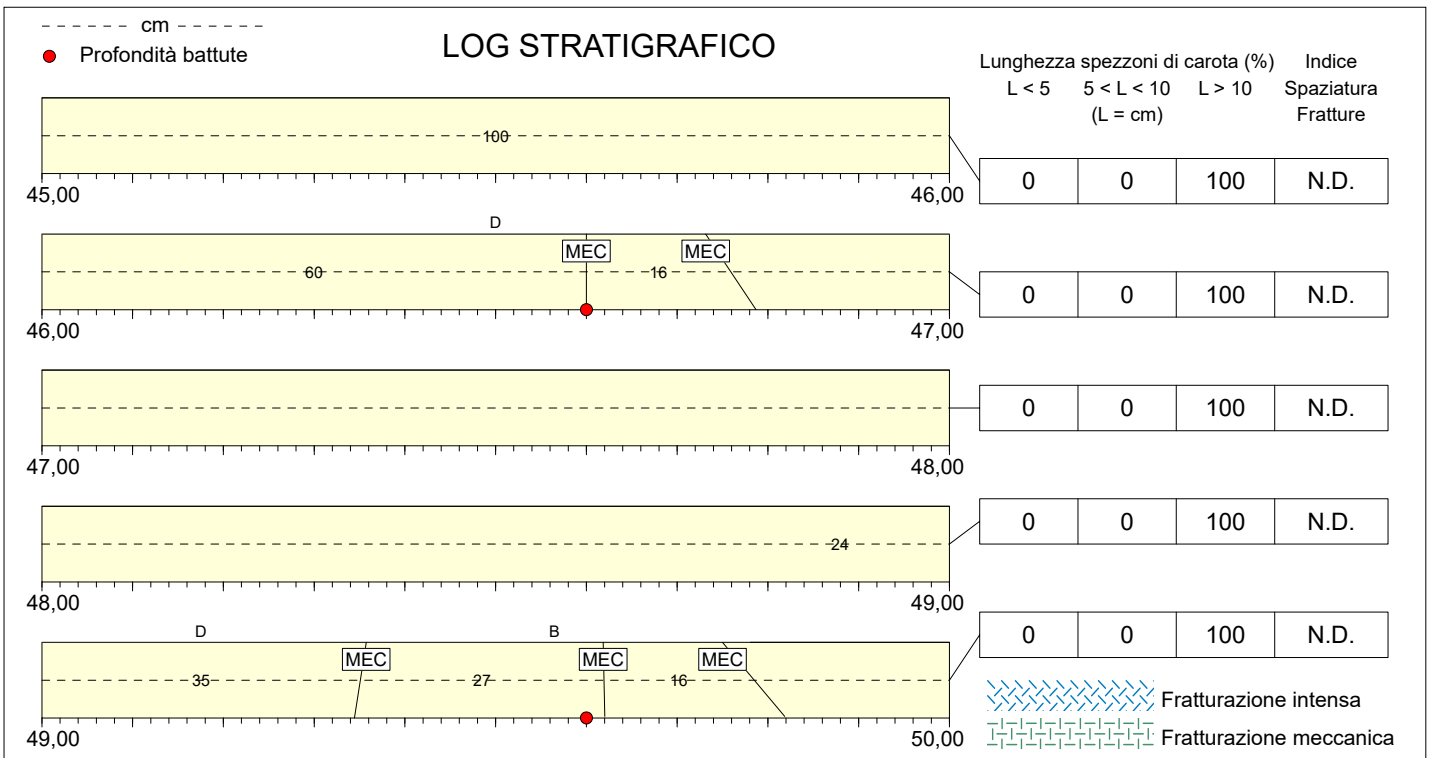 cm
Profondità battute
LOG STRATIGRAFICO
Lunghezza spezzoni di carota (%) Indice
L < 5 5 < L < 10 L > 10 Spaziatura
(L = cm) Fratture
100
45,00 46,00
0 0 100 N.D.
D
MEC MEC
60 16
46,00 47,00
0 0 100 N.D.
47,00 48,00
0 0 100 N.D.
24
48,00 49,00
0 0 100 N.D.
D B
MEC MEC MEC
35 27 16
49,00 50,00
0 0 100 N.D.
Fratturazione intensa
Fratturazione meccanica